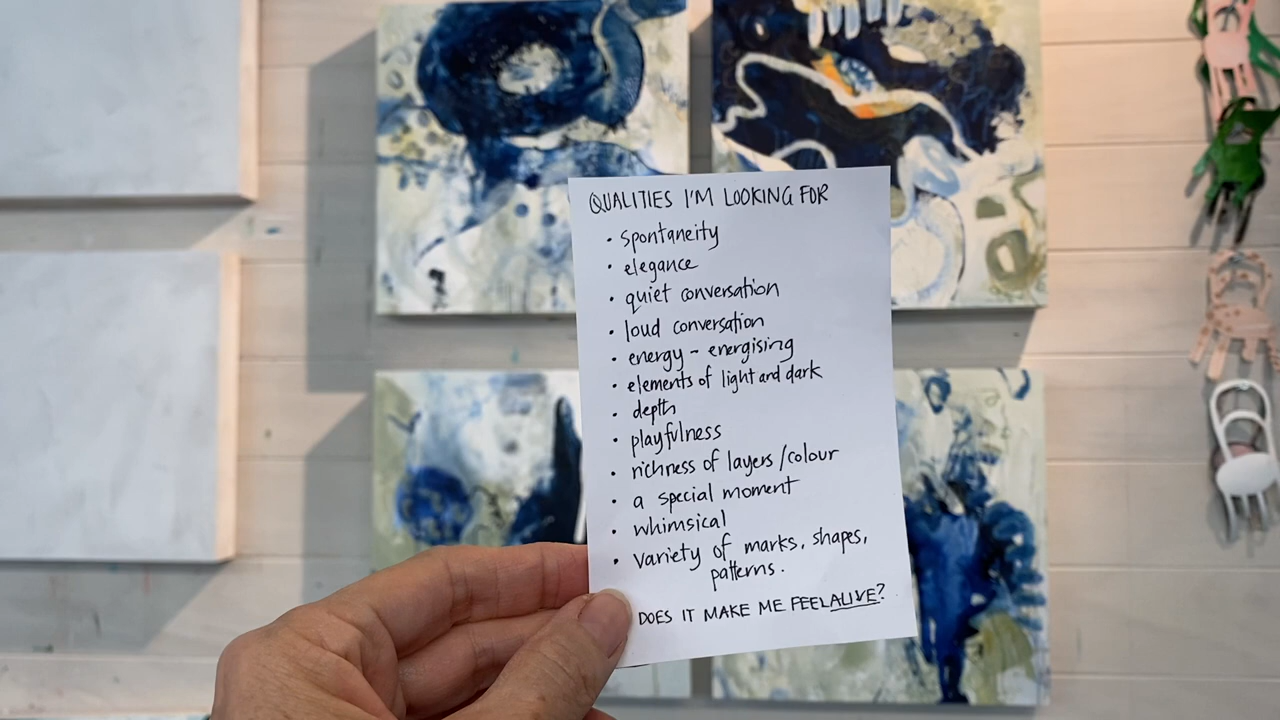 QUALITIES I'M LOOKING FOR
• spontaneity
• elegance
• quiet conversation
• loud conversation
• energy - energising
• elements of light and dark
• depth
• playfulness
• richness of layers/colour
• a special moment
• whimsical
• variety of marks, shapes,
patterns.
DOES IT MAKE ME FEEL ALIVE?